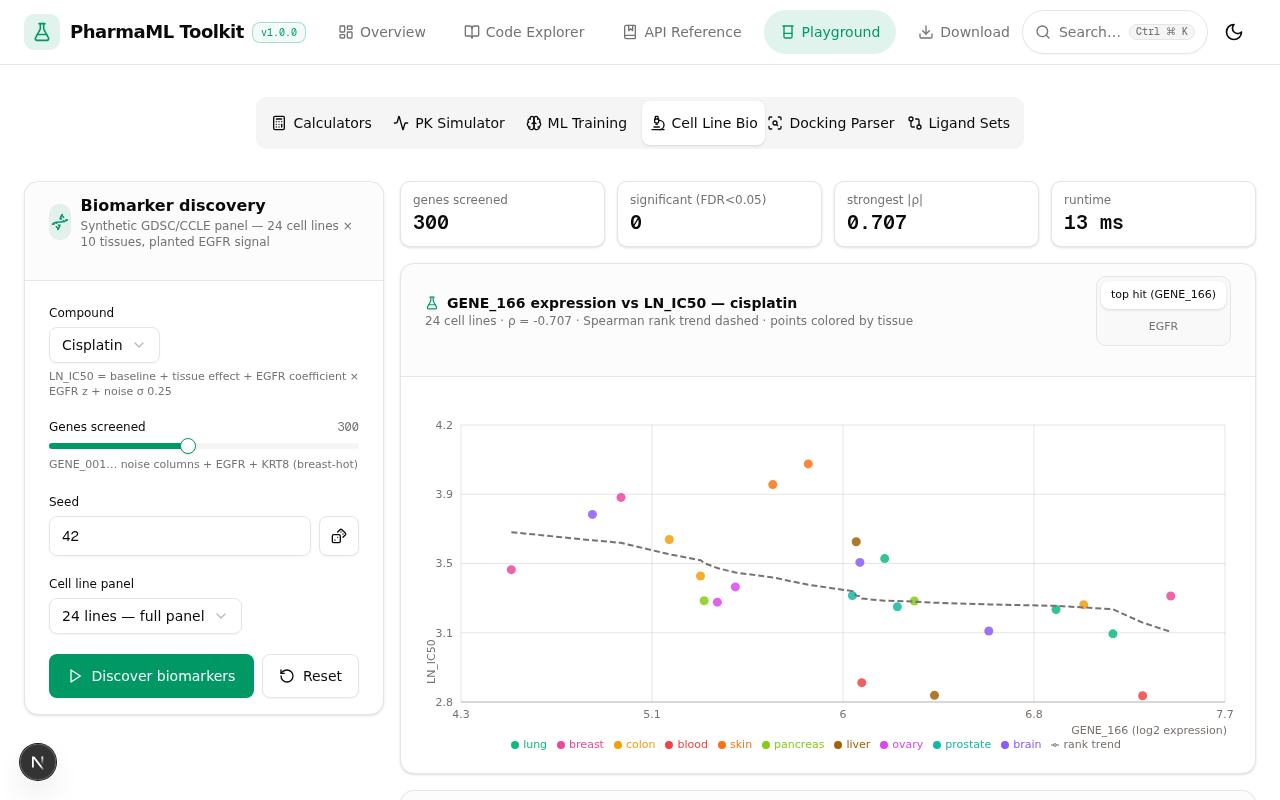 PharmaML Toolkit
v1.0.0
Overview
Code Explorer
API Reference
Playground
Download
Search...
Ctrl ⌘ K
Calculators
PK Simulator
ML Training
Cell Line Bio
Docking Parser
Ligand Sets
Biomarker discovery
Synthetic GDSC/CCLE panel — 24 cell lines ×
10 tissues, planted EGFR signal
Compound
Cisplatin
LN_IC50 = baseline + tissue effect + EGFR coefficient ×
EGFR z + noise σ 0.25
Genes screened
300
GENE_001… noise columns + EGFR + KRT8 (breast-hot)
Seed
42
Cell line panel
24 lines — full panel
Discover biomarkers
Reset
genes screened
300
significant (FDR<0.05)
0
strongest |ρ|
0.707
runtime
13 ms
GENE_166 expression vs LN_IC50 — cisplatin
24 cell lines · ρ = -0.707 · Spearman rank trend dashed · points colored by tissue
top hit (GENE_166)
EGFR
4.2
3.9
3.5
3.1
2.8
LN_IC50
4.3
5.1
6
6.8
7.7
GENE_166 (log2 expression)
lung
breast
colon
blood
skin
pancreas
liver
ovary
prostate
brain
rank trend
N